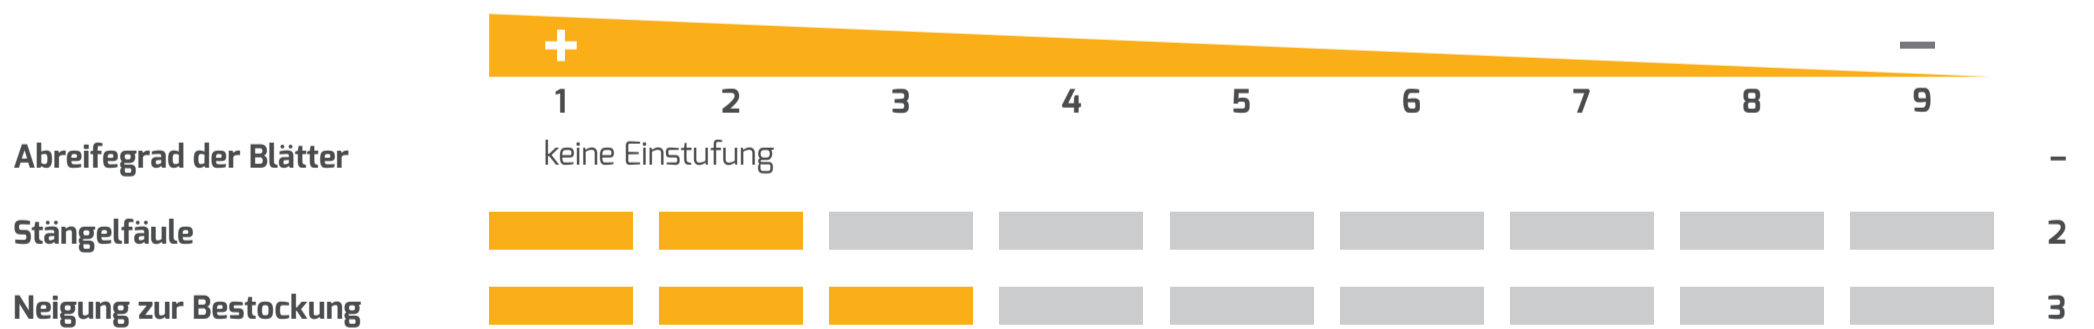 + −
1 2 3 4 5 6 7 8 9
Abreifegrad der Blätter keine Einstufung –
Stängelfäule 2
Neigung zur Bestockung 3